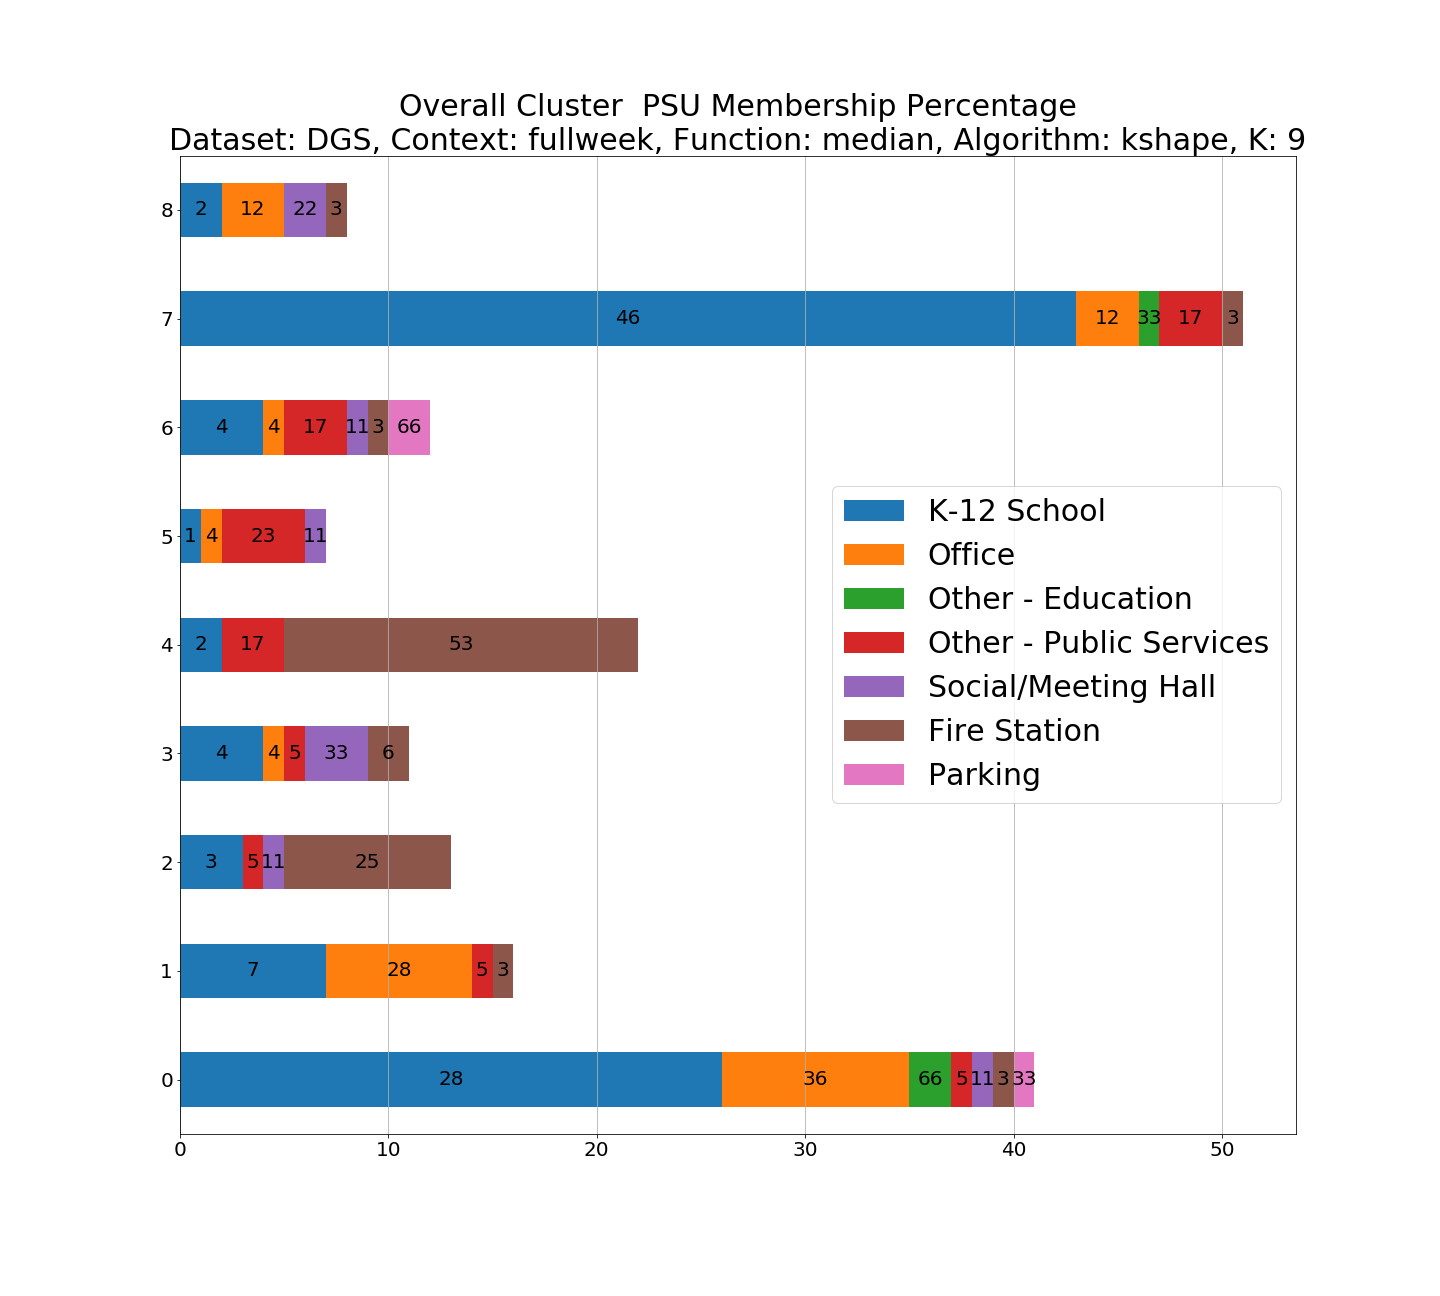 Overall Cluster  PSU Membership Percentage
Dataset: DGS, Context: fullweek, Function: median, Algorithm: kshape, K: 9
8 2 12 22 3
7 46 12 33 17 3
6 4 4 17 11 3 66
5 1 4 23 11
4 2 17 53
3 4 4 5 33 6
2 3 5 11 25
1 7 28 5 3
0 28 36 66 5 11 3 33
0 10 20 30 40 50
K-12 School
Office
Other - Education
Other - Public Services
Social/Meeting Hall
Fire Station
Parking